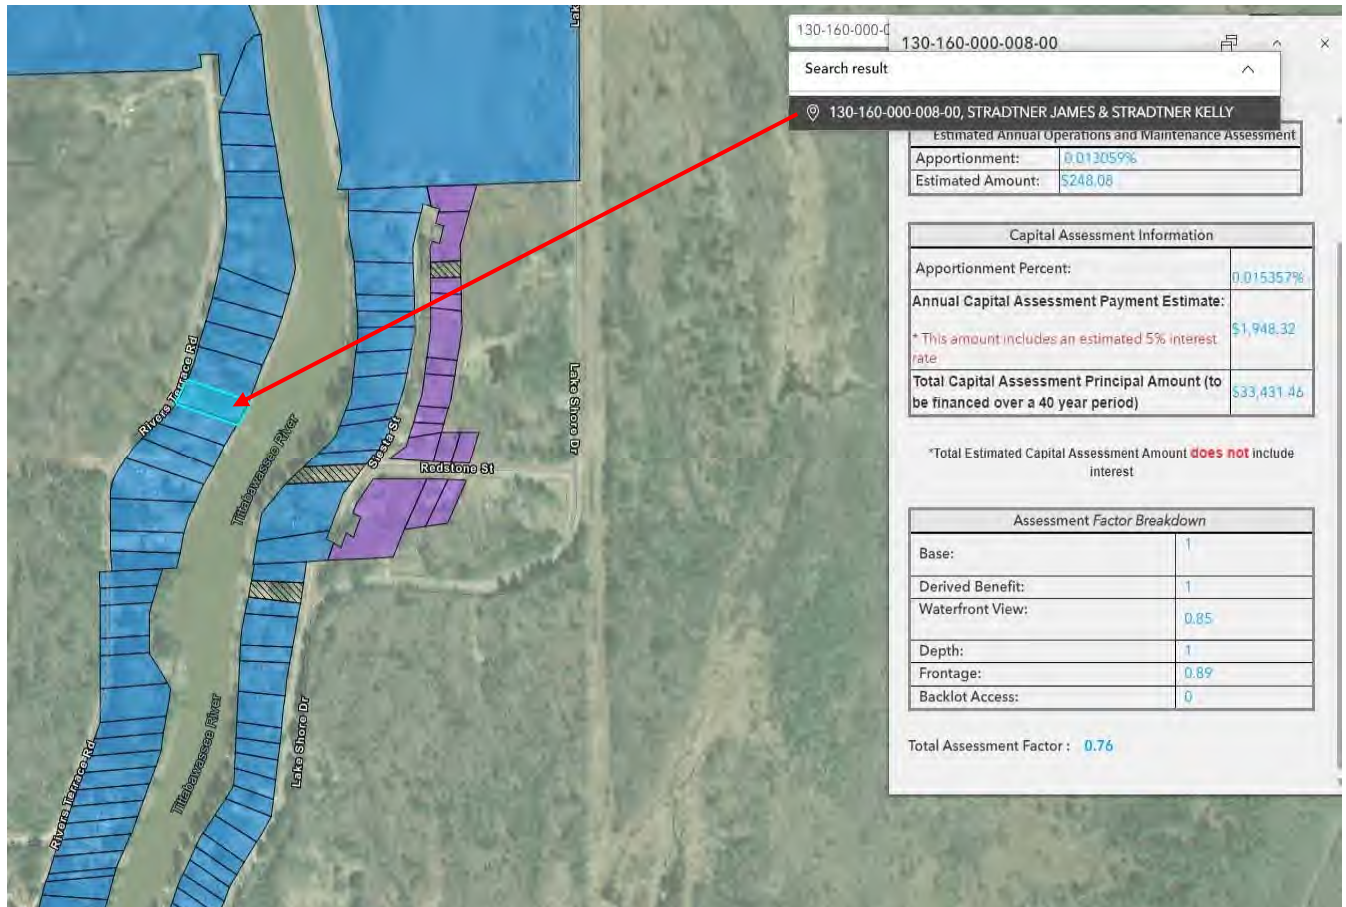 Lak
130-160-000-0
130-160-000-008-00
Search result
130-160-000-008-00, STRADTNER JAMES & STRADTNER KELLY
Estimated Annual Operations and Maintenance Assessment
Apportionment: 0.013059%
Estimated Amount: $248.08
Capital Assessment Information
Apportionment Percent: 0.015357%
Annual Capital Assessment Payment Estimate:
* This amount includes an estimated 5% interest
rate
$1,948.32
Total Capital Assessment Principal Amount (to
be financed over a 40 year period)
$33,431.46
*Total Estimated Capital Assessment Amount does not include
interest
Assessment Factor Breakdown
Base: 1
Derived Benefit: 1
Waterfront View: 0.85
Depth: 1
Frontage: 0.89
Backlot Access: 0
Total Assessment Factor : 0.76
Rivers Terrace Rd
Tittabawassee River
Siesta St
Redstone St
Lake Shore Dr
Lake Shore Dr
Tittabawassee River
Rivers Terrace Rd